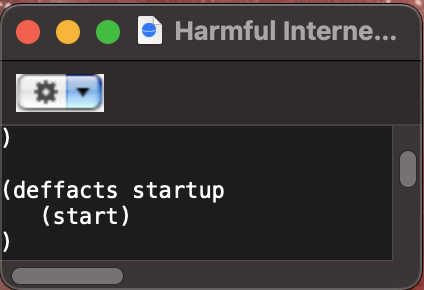 Harmful Interne...
)
(deffacts startup
(start)
)